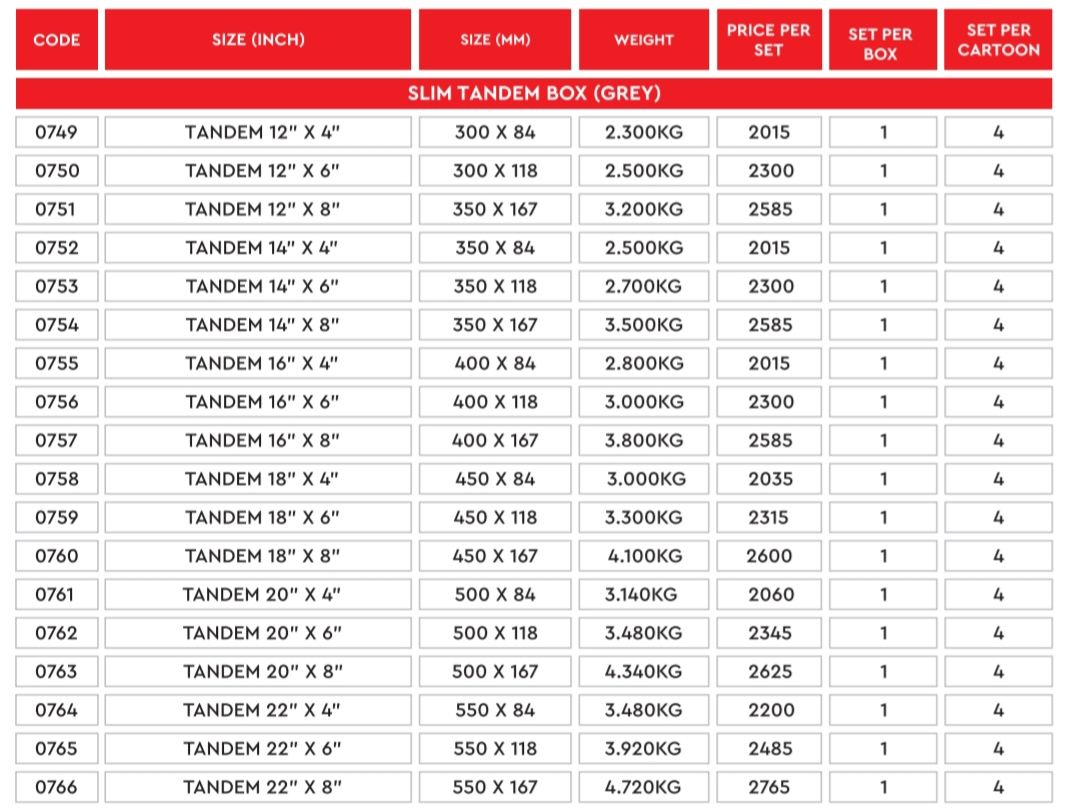 CODE SIZE (INCH) SIZE (MM) WEIGHT PRICE PER SET SET PER BOX SET PER CARTOON
SLIM TANDEM BOX (GREY)
0749 TANDEM 12" X 4" 300 X 84 2.300KG 2015 1 4
0750 TANDEM 12" X 6" 300 X 118 2.500KG 2300 1 4
0751 TANDEM 12" X 8" 350 X 167 3.200KG 2585 1 4
0752 TANDEM 14" X 4" 350 X 84 2.500KG 2015 1 4
0753 TANDEM 14" X 6" 350 X 118 2.700KG 2300 1 4
0754 TANDEM 14" X 8" 350 X 167 3.500KG 2585 1 4
0755 TANDEM 16" X 4" 400 X 84 2.800KG 2015 1 4
0756 TANDEM 16" X 6" 400 X 118 3.000KG 2300 1 4
0757 TANDEM 16" X 8" 400 X 167 3.800KG 2585 1 4
0758 TANDEM 18" X 4" 450 X 84 3.000KG 2035 1 4
0759 TANDEM 18" X 6" 450 X 118 3.300KG 2315 1 4
0760 TANDEM 18" X 8" 450 X 167 4.100KG 2600 1 4
0761 TANDEM 20" X 4" 500 X 84 3.140KG 2060 1 4
0762 TANDEM 20" X 6" 500 X 118 3.480KG 2345 1 4
0763 TANDEM 20" X 8" 500 X 167 4.340KG 2625 1 4
0764 TANDEM 22" X 4" 550 X 84 3.480KG 2200 1 4
0765 TANDEM 22" X 6" 550 X 118 3.920KG 2485 1 4
0766 TANDEM 22" X 8" 550 X 167 4.720KG 2765 1 4